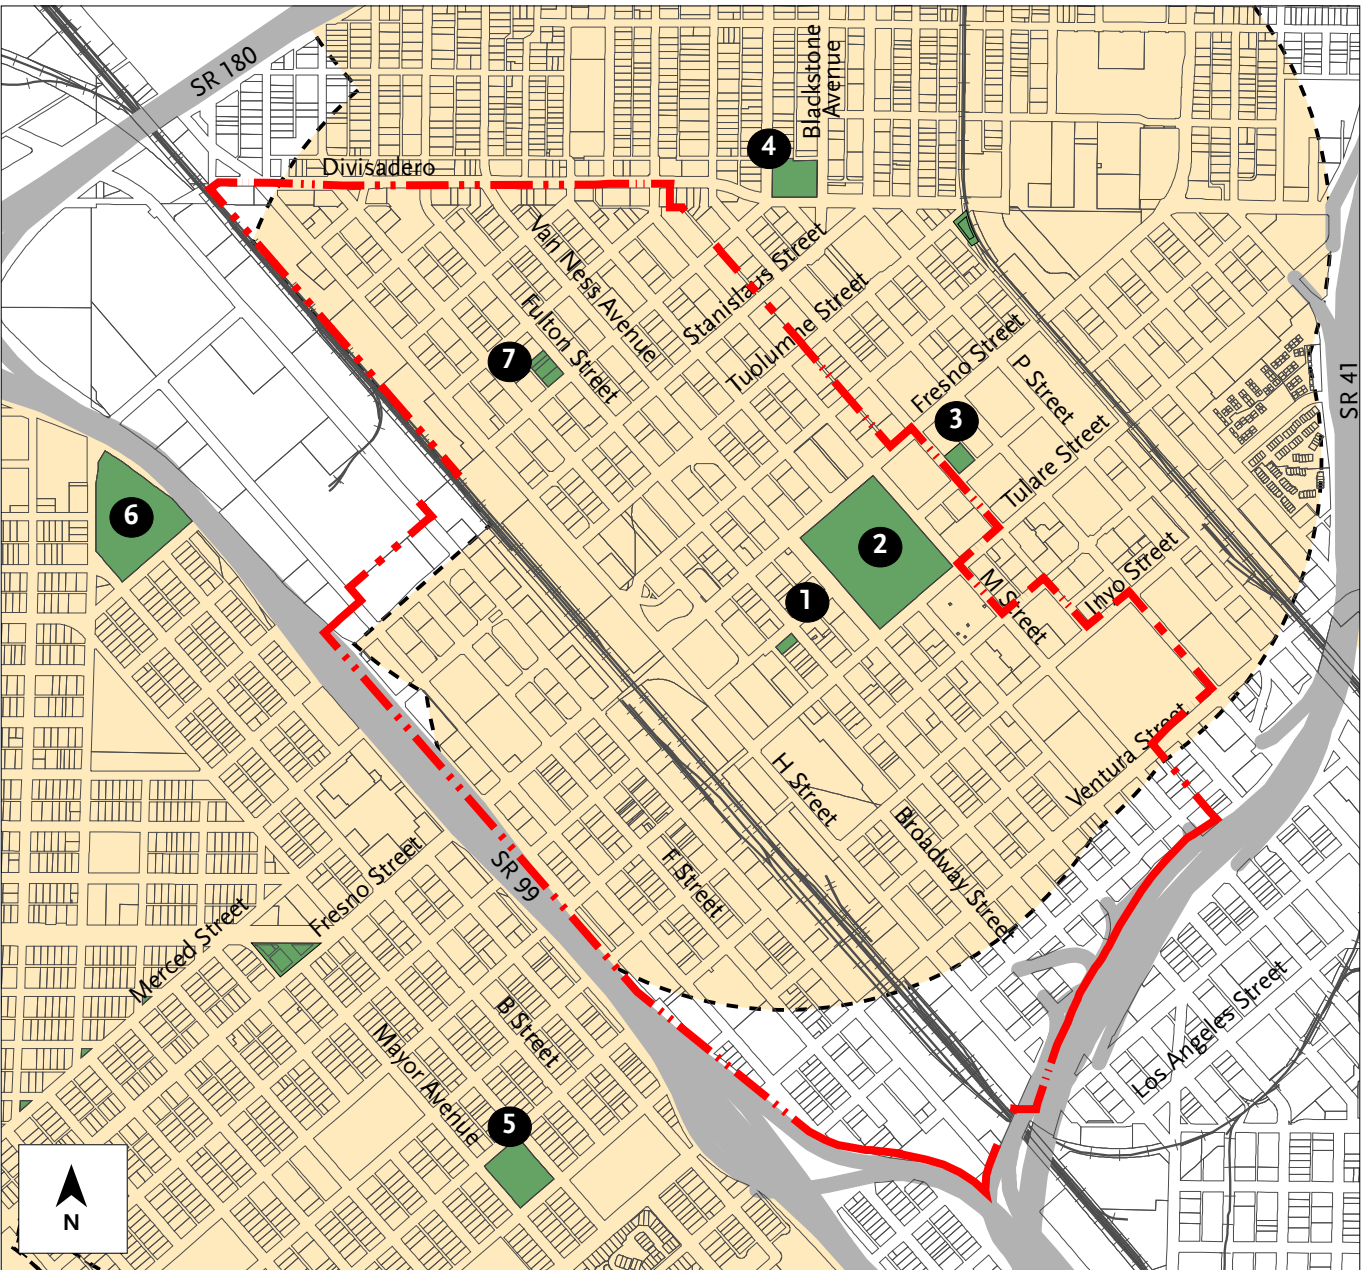 SR 180
Blackstone
Avenue
4
Divisadero
Van Ness Avenue
Stanislaus Street
Tuolumne Street
Fulton Street
7
Fresno Street
P Street
3
SR 41
Tulare Street
6
2
M Street
Inyo Street
1
Ventura Street
H Street
Broadway Street
F Street
SR 99
Fresno Street
Merced Street
B Street
Mayor Avenue
Los Angeles Street
5
N